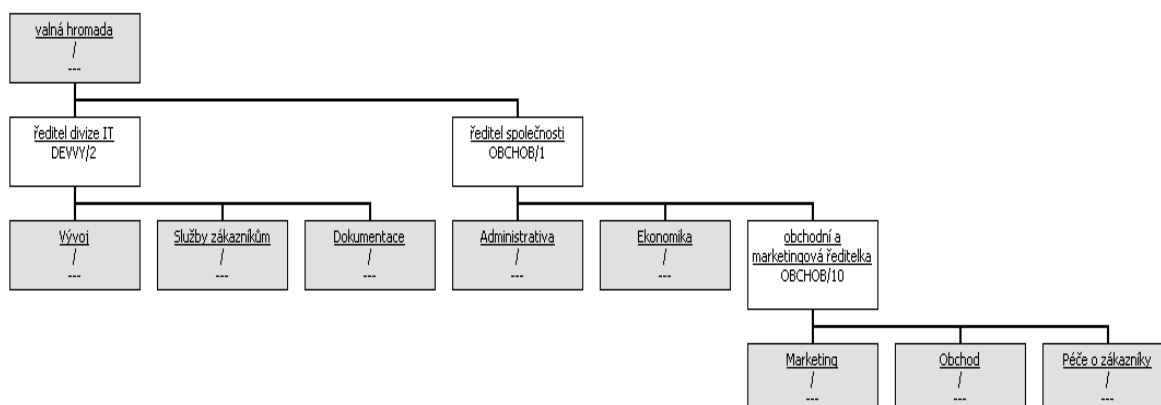 valná hromada
/
---
ředitel divize IT
DEVVY/2
ředitel společnosti
OBCHOB/1
Vývoj
/
---
Služby zákazníkům
/
---
Dokumentace
/
---
Administrativa
/
---
Ekonomika
/
---
obchodní a
marketingová ředitelka
OBCHOB/10
Marketing
/
---
Obchod
/
---
Péče o zákazníky
/
---